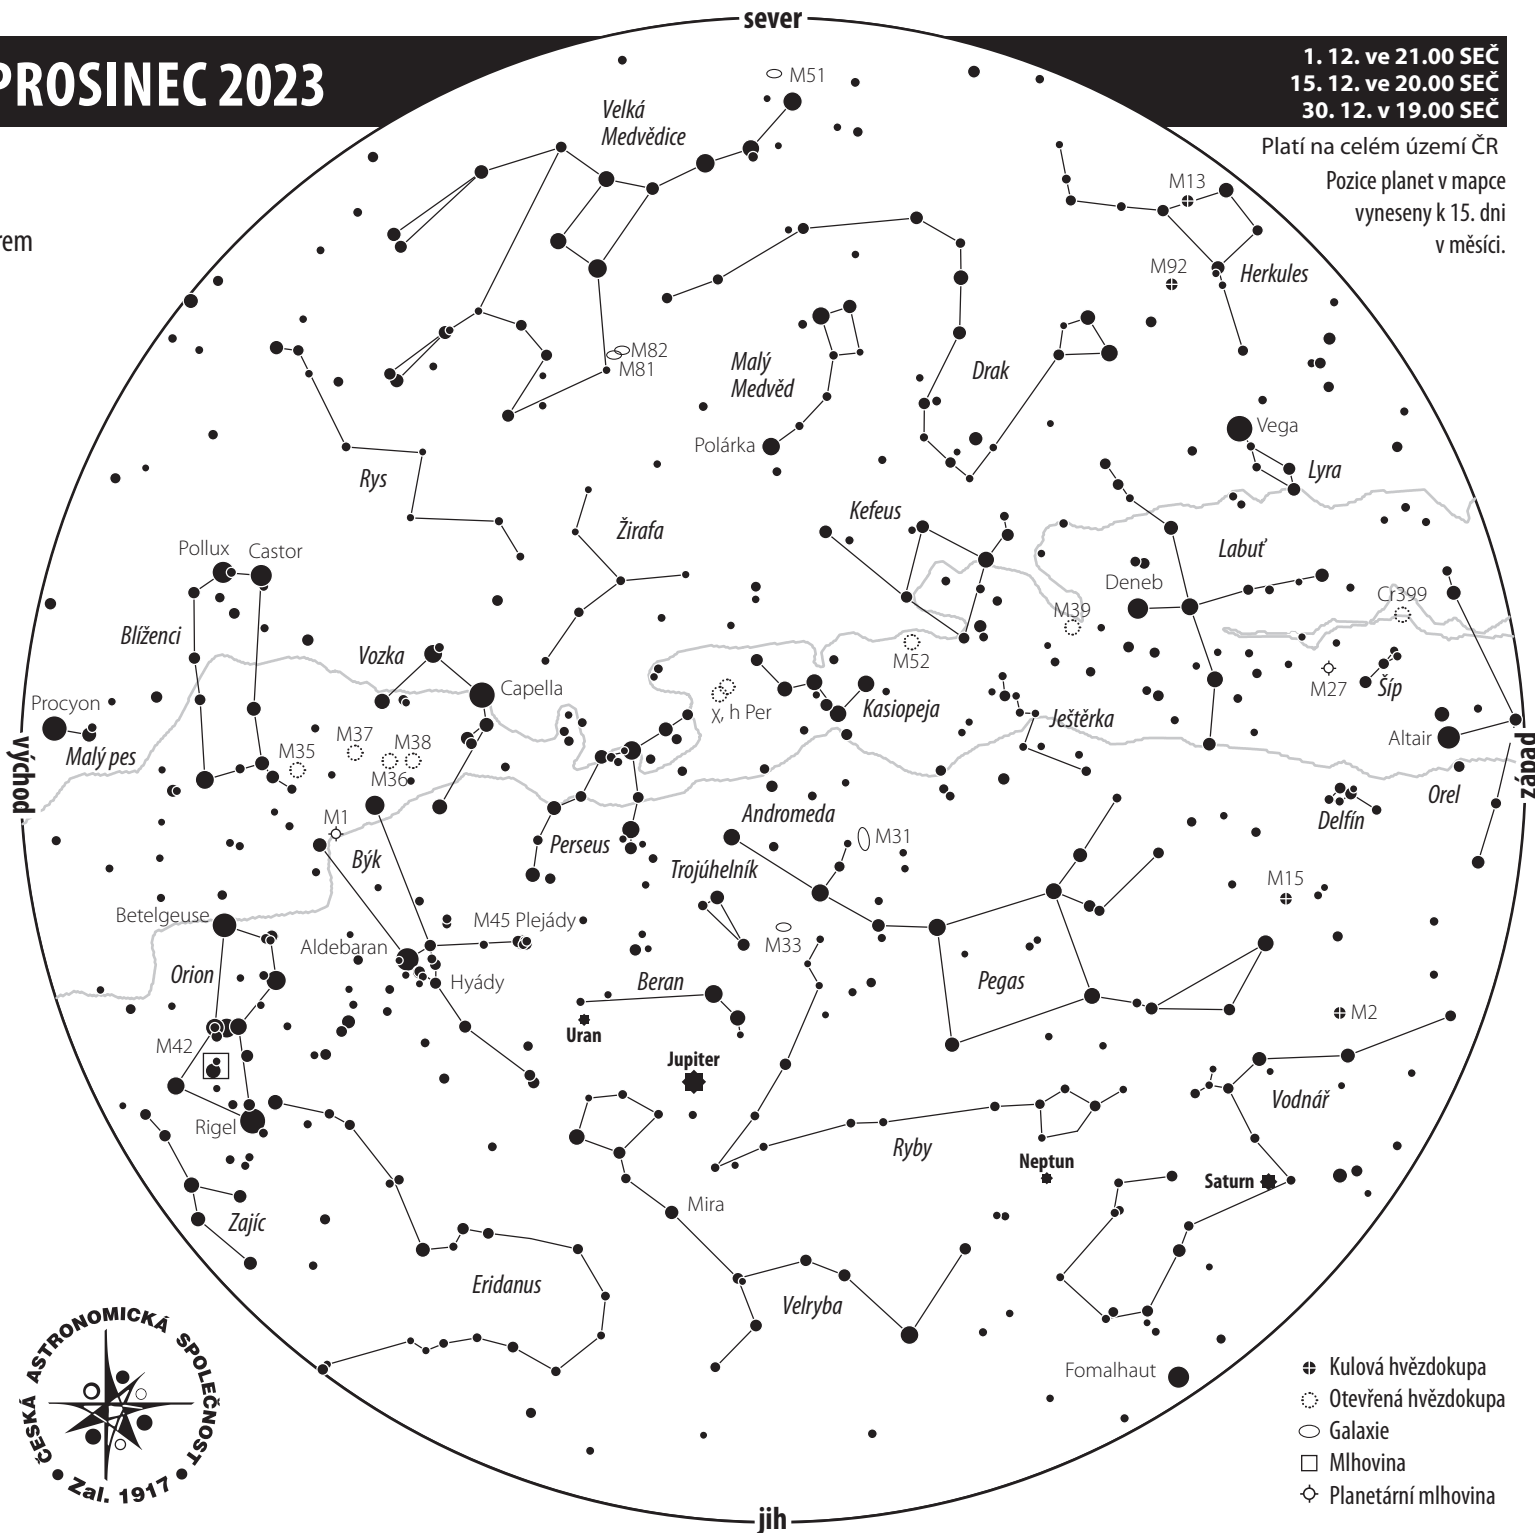 sever
PROSINEC 2023
1. 12. ve 21.00 SEČ
15. 12. ve 20.00 SEČ
30. 12. v 19.00 SEČ
Platí na celém území ČR
Pozice planet v mapce
vyneseny k 15. dni
v měsíci.
M51
Velká
Medvědice
M13
M92
Herkules
M82
M81
Malý
Medvěd
Drak
Polárka
Vega
Lyra
Rys
Žirafa
Kefeus
Labuť
Pollux
Castor
Deneb
Cr399
M39
Blíženci
Vozka
M52
M27
Šíp
Capella
Procyon
Malý pes
χ, h Per
Kasiopeja
Ještěrka
Altair
M35
M37
M38
M36
východ
západ
Orel
M1
Býk
Perseus
Andromeda
M31
Delfín
Trojúhelník
M15
Betelgeuse
M45 Plejády
Aldebaran
M33
Orion
Hyády
Beran
Pegas
M2
Uran
M42
Jupiter
Vodnář
Rigel
Ryby
Neptun
Saturn
Zajíc
Mira
Eridanus
Velryba
Fomalhaut
ČESKÁ ASTRONOMICKÁ SPOLEČNOST
Zal. 1917
Kulová hvězdokupa
Otevřená hvězdokupa
Galaxie
Mlhovina
Planetární mlhovina
jih